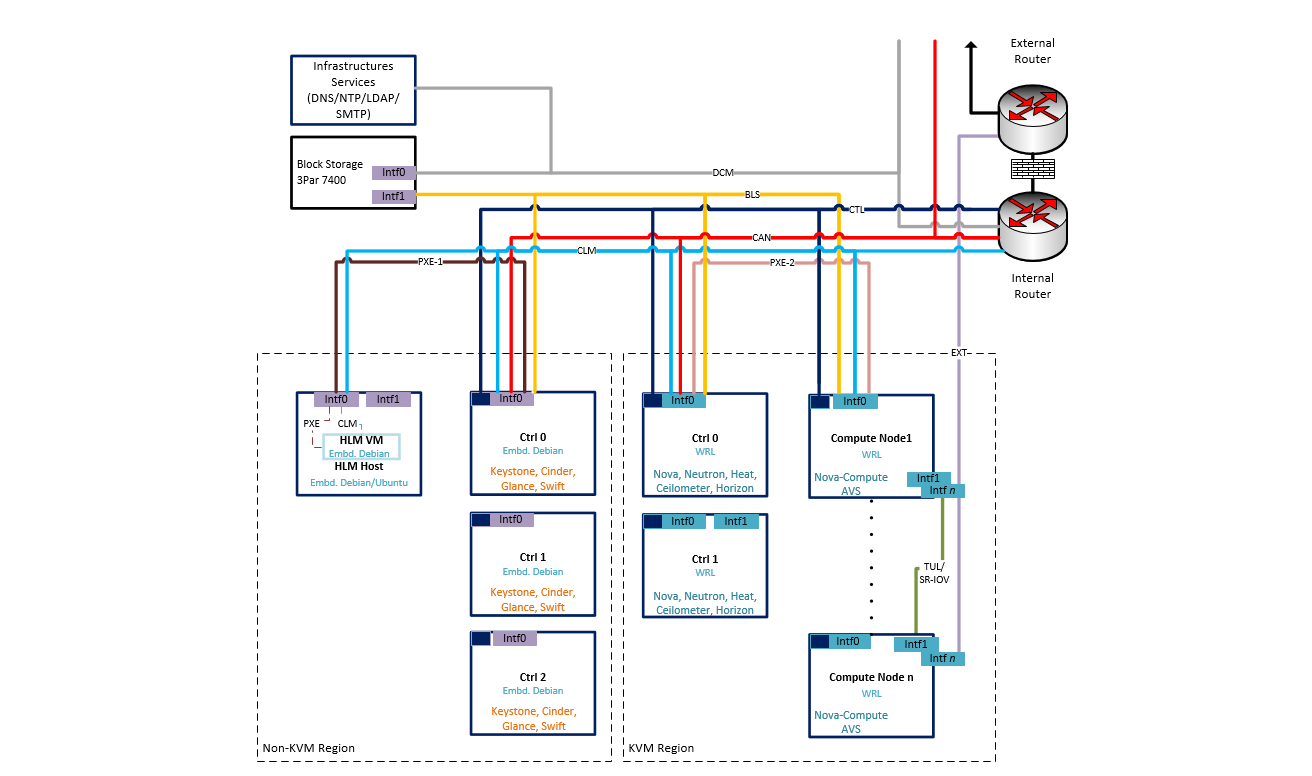 External
Router
Infrastructures
Services
(DNS/NTP/LDAP/
SMTP)
Block Storage
3Par 7400
Intf0
Intf1
DCM
BLS
CTL
CAN
CLM
PXE-1
PXE-2
Internal
Router
EXT
Intf0
Intf1
PXE
CLM
HLM VM
Embd. Debian
HLM Host
Embd. Debian/Ubuntu
Intf0
Ctrl 0
Embd. Debian
Keystone, Cinder,
Glance, Swift
Intf0
Ctrl 1
Embd. Debian
Keystone, Cinder,
Glance, Swift
Intf0
Ctrl 2
Embd. Debian
Keystone, Cinder,
Glance, Swift
Non-KVM Region
Intf0
Ctrl 0
WRL
Nova, Neutron, Heat,
Ceilometer, Horizon
Intf0
Intf1
Ctrl 1
WRL
Nova, Neutron, Heat,
Ceilometer, Horizon
Intf0
Compute Node1
WRL
Nova-Compute
AVS
Intf1
Intf n
TUL/
SR-IOV
Intf0
Intf1
Intf n
Compute Node n
WRL
Nova-Compute
AVS
KVM Region